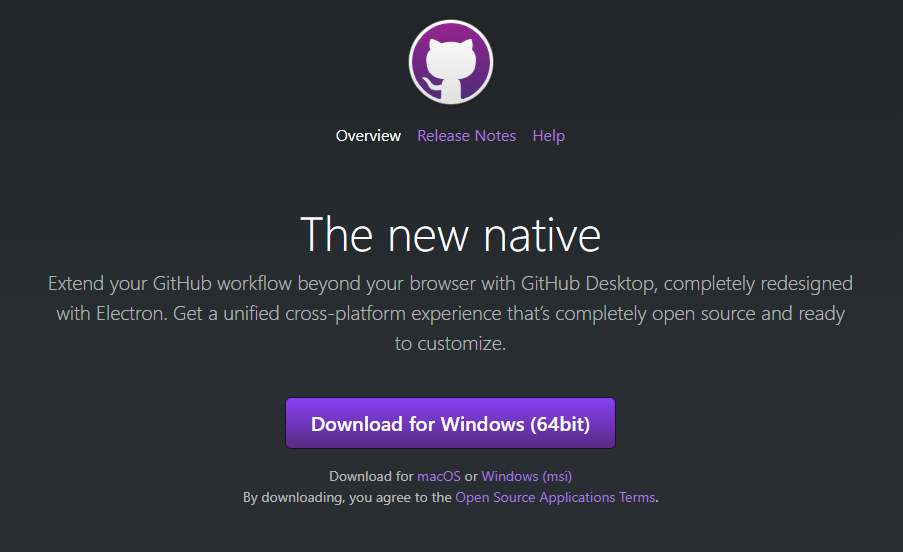 Overview Release Notes Help
The new native
Extend your GitHub workflow beyond your browser with GitHub Desktop, completely redesigned
with Electron. Get a unified cross-platform experience that’s completely open source and ready
to customize.
Download for Windows (64bit)
Download for macOS or Windows (msi)
By downloading, you agree to the Open Source Applications Terms.